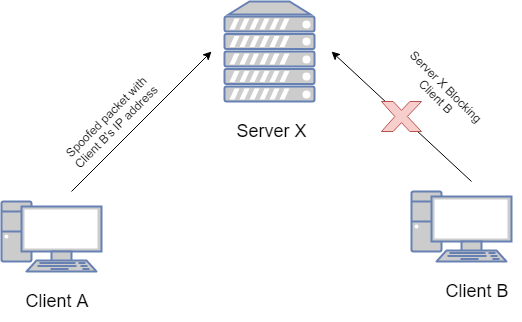 Server X
Spoofed packet with
Client B's IP address
Server X Blocking
Client B
Client A
Client B